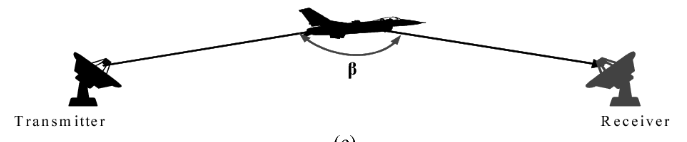 β
Transmitter
Receiver
(c)